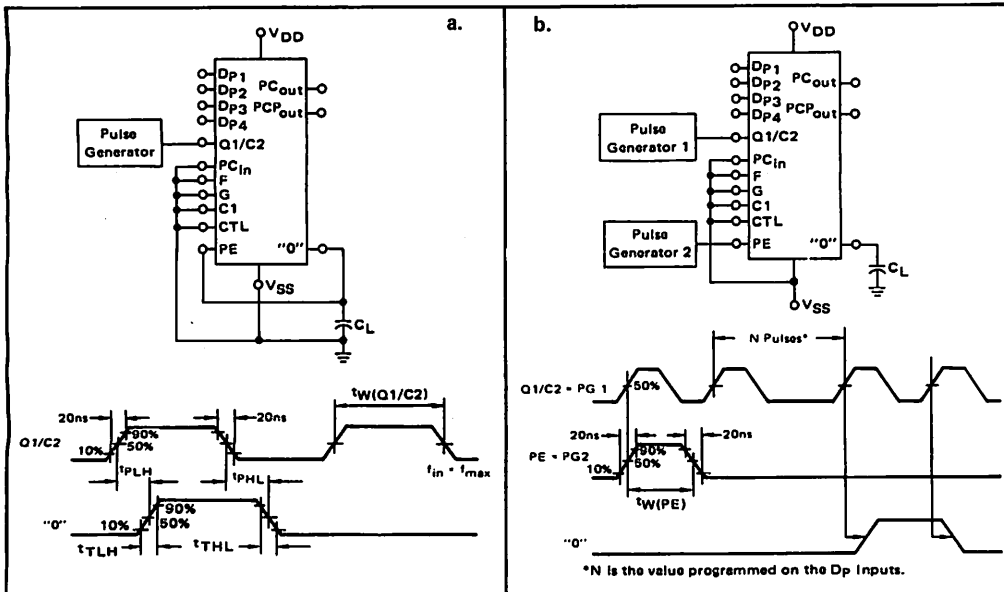 a.
VDD
DP1
DP2
DP3
DP4
PCout
PCPout
Pulse
Generator
Q1/C2
PCin
F
G
C1
CTL
PE
"0"
VSS
CL
20ns
20ns
tW(Q1/C2)
Q1/C2
10%
90%
50%
tPLH
tPHL
fin = fmax
"0"
10%
90%
50%
tTLH
tTHL
b.
VDD
DP1
DP2
DP3
DP4
PCout
PCPout
Pulse
Generator 1
Q1/C2
PCin
F
G
C1
CTL
PE
"0"
Pulse
Generator 2
CL
VSS
N Pulses*
Q1/C2 = PG 1
50%
20ns
20ns
PE = PG2
10%
90%
50%
tW(PE)
"0"
*N is the value programmed on the Dp Inputs.